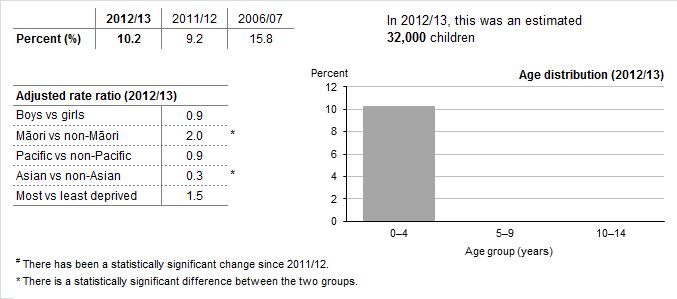 2012/13 2011/12 2006/07
Percent (%) 10.2 9.2 15.8
In 2012/13, this was an estimated
32,000 children
Adjusted rate ratio (2012/13)
Boys vs girls 0.9
Māori vs non-Māori 2.0 *
Pacific vs non-Pacific 0.9
Asian vs non-Asian 0.3 *
Most vs least deprived 1.5
Percent
Age distribution (2012/13)
12
10
8
6
4
2
0
0–4 5–9 10–14
Age group (years)
# There has been a statistically significant change since 2011/12.
* There is a statistically significant difference between the two groups.